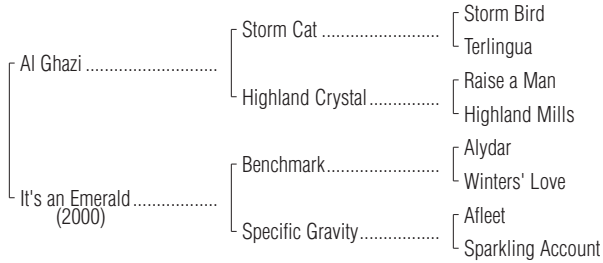 Storm Bird
Storm Cat ......................
Terlingua
Al Ghazi .........................
Raise a Man
Highland Crystal .............
Highland Mills
Alydar
Benchmark .....................
Winters' Love
It's an Emerald ................
(2000)
Afleet
Specific Gravity ...............
Sparkling Account